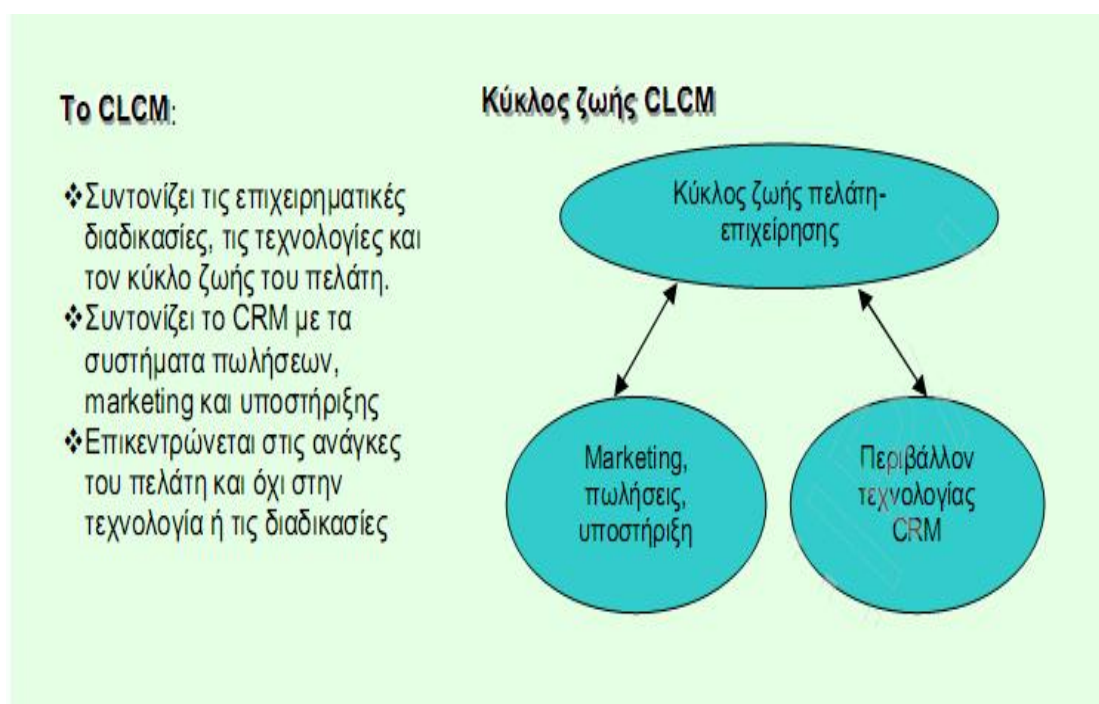 Το CLCM:
❖Συντονίζει τις επιχειρηματικές
διαδικασίες, τις τεχνολογίες και
τον κύκλο ζωής του πελάτη.
❖Συντονίζει το CRM με τα
συστήματα πωλήσεων,
marketing και υποστήριξης
❖Επικεντρώνεται στις ανάγκες
του πελάτη και όχι στην
τεχνολογία ή τις διαδικασίες
Κύκλος ζωής CLCM
Κύκλος ζωής πελάτη-
επιχείρησης
Marketing,
πωλήσεις,
υποστήριξη
Περιβάλλον
τεχνολογίας
CRM